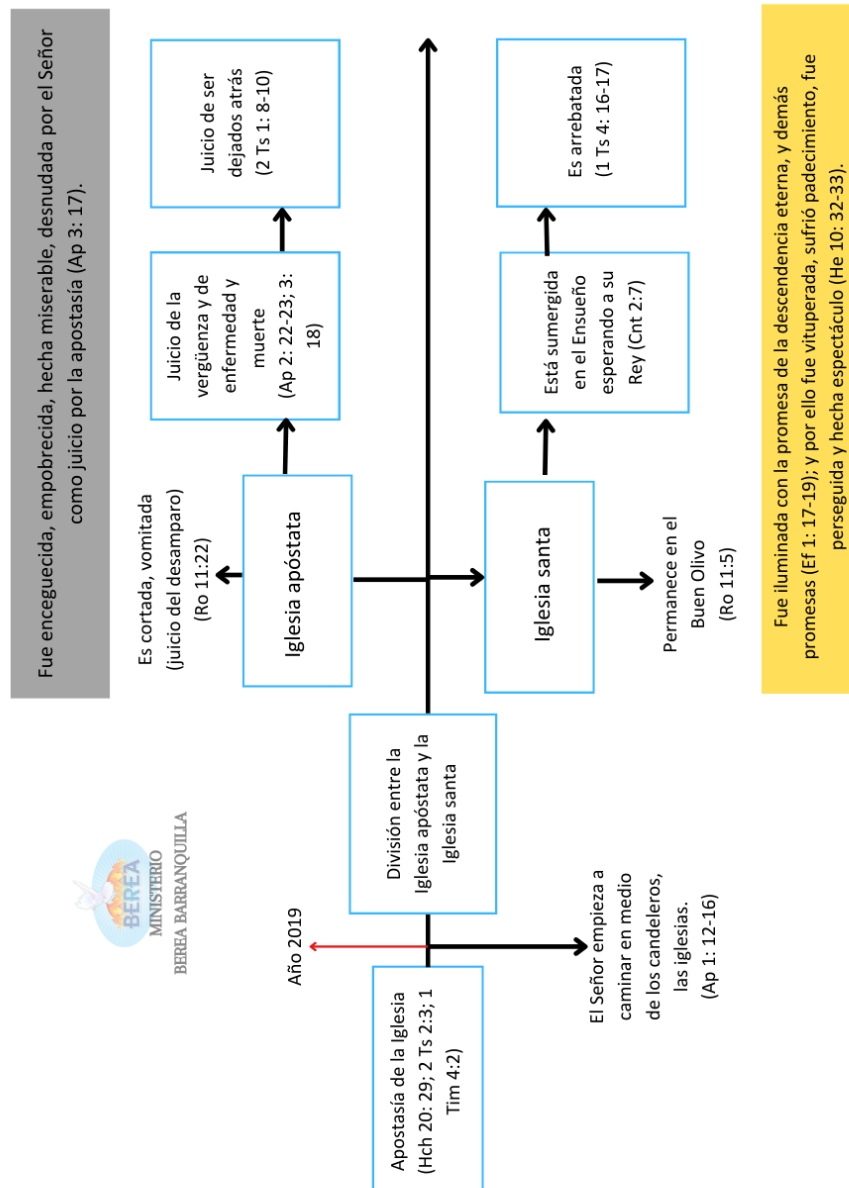 Fue enceguecida, empobrecida, hecha miserable, desnudada por el Señor
como juicio por la apostasía (Ap 3: 17).
BEREA
MINISTERIO
BEREA BARRANQUILLA
Es cortada, vomitada
(juicio del desamparo)
(Ro 11:22)
Juicio de la
vergüenza y de
enfermedad y
muerte
(Ap 2: 22-23; 3:
18)
Juicio de ser
dejados atrás
(2 Ts 1: 8-10)
Iglesia apóstata
Año 2019
Apostasía de la Iglesia
(Hch 20: 29; 2 Ts 2:3; 1
Tim 4:2)
División entre la
Iglesia apóstata y la
Iglesia santa
Iglesia santa
Está sumergida
en el Ensueño
esperando a su
Rey (Cnt 2:7)
Es arrebatada
(1 Ts 4: 16-17)
El Señor empieza a
caminar en medio
de los candeleros,
las iglesias.
(Ap 1: 12-16)
Permanece en el
Buen Olivo
(Ro 11:5)
Fue iluminada con la promesa de la descendencia eterna, y demás
promesas (Ef 1: 17-19); y por ello fue vituperada, sufrió padecimiento, fue
perseguida y hecha espectáculo (He 10: 32-33).